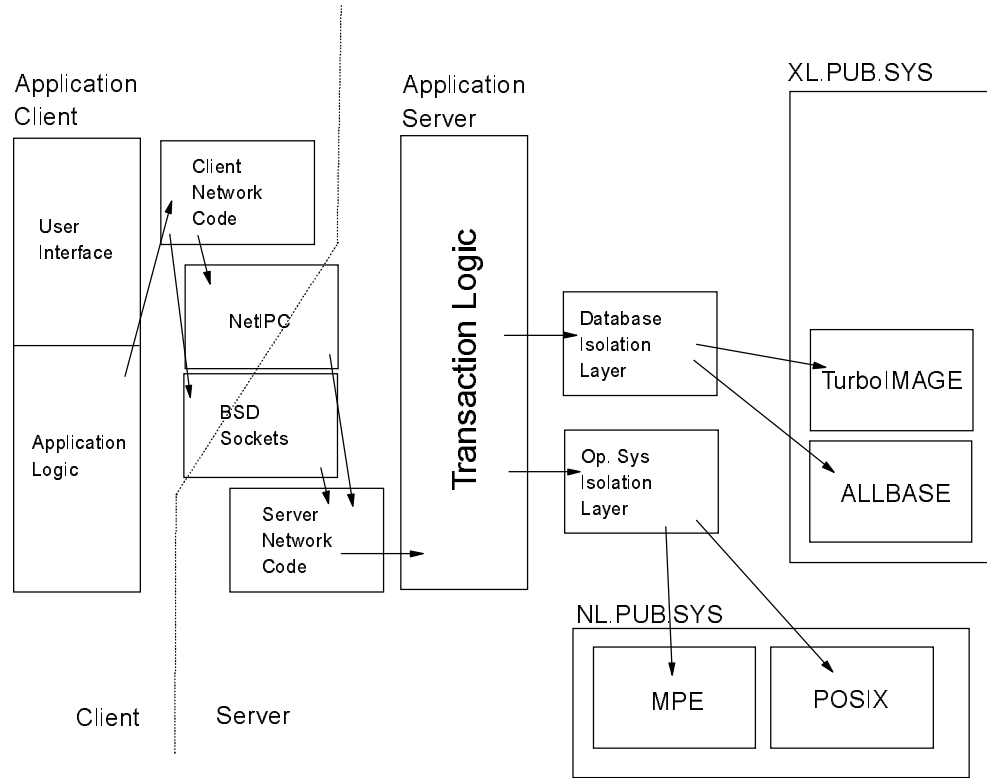 XL.PUB.SYS
Application
Client
Application
Server
Client
Network
Code
User
Interface
NetIPC
Transaction Logic
Database
Isolation
Layer
TurboIMAGE
BSD
Sockets
Application
Logic
Op. Sys
Isolation
Layer
ALLBASE
Server
Network
Code
NL.PUB.SYS
MPE
POSIX
Client
Server